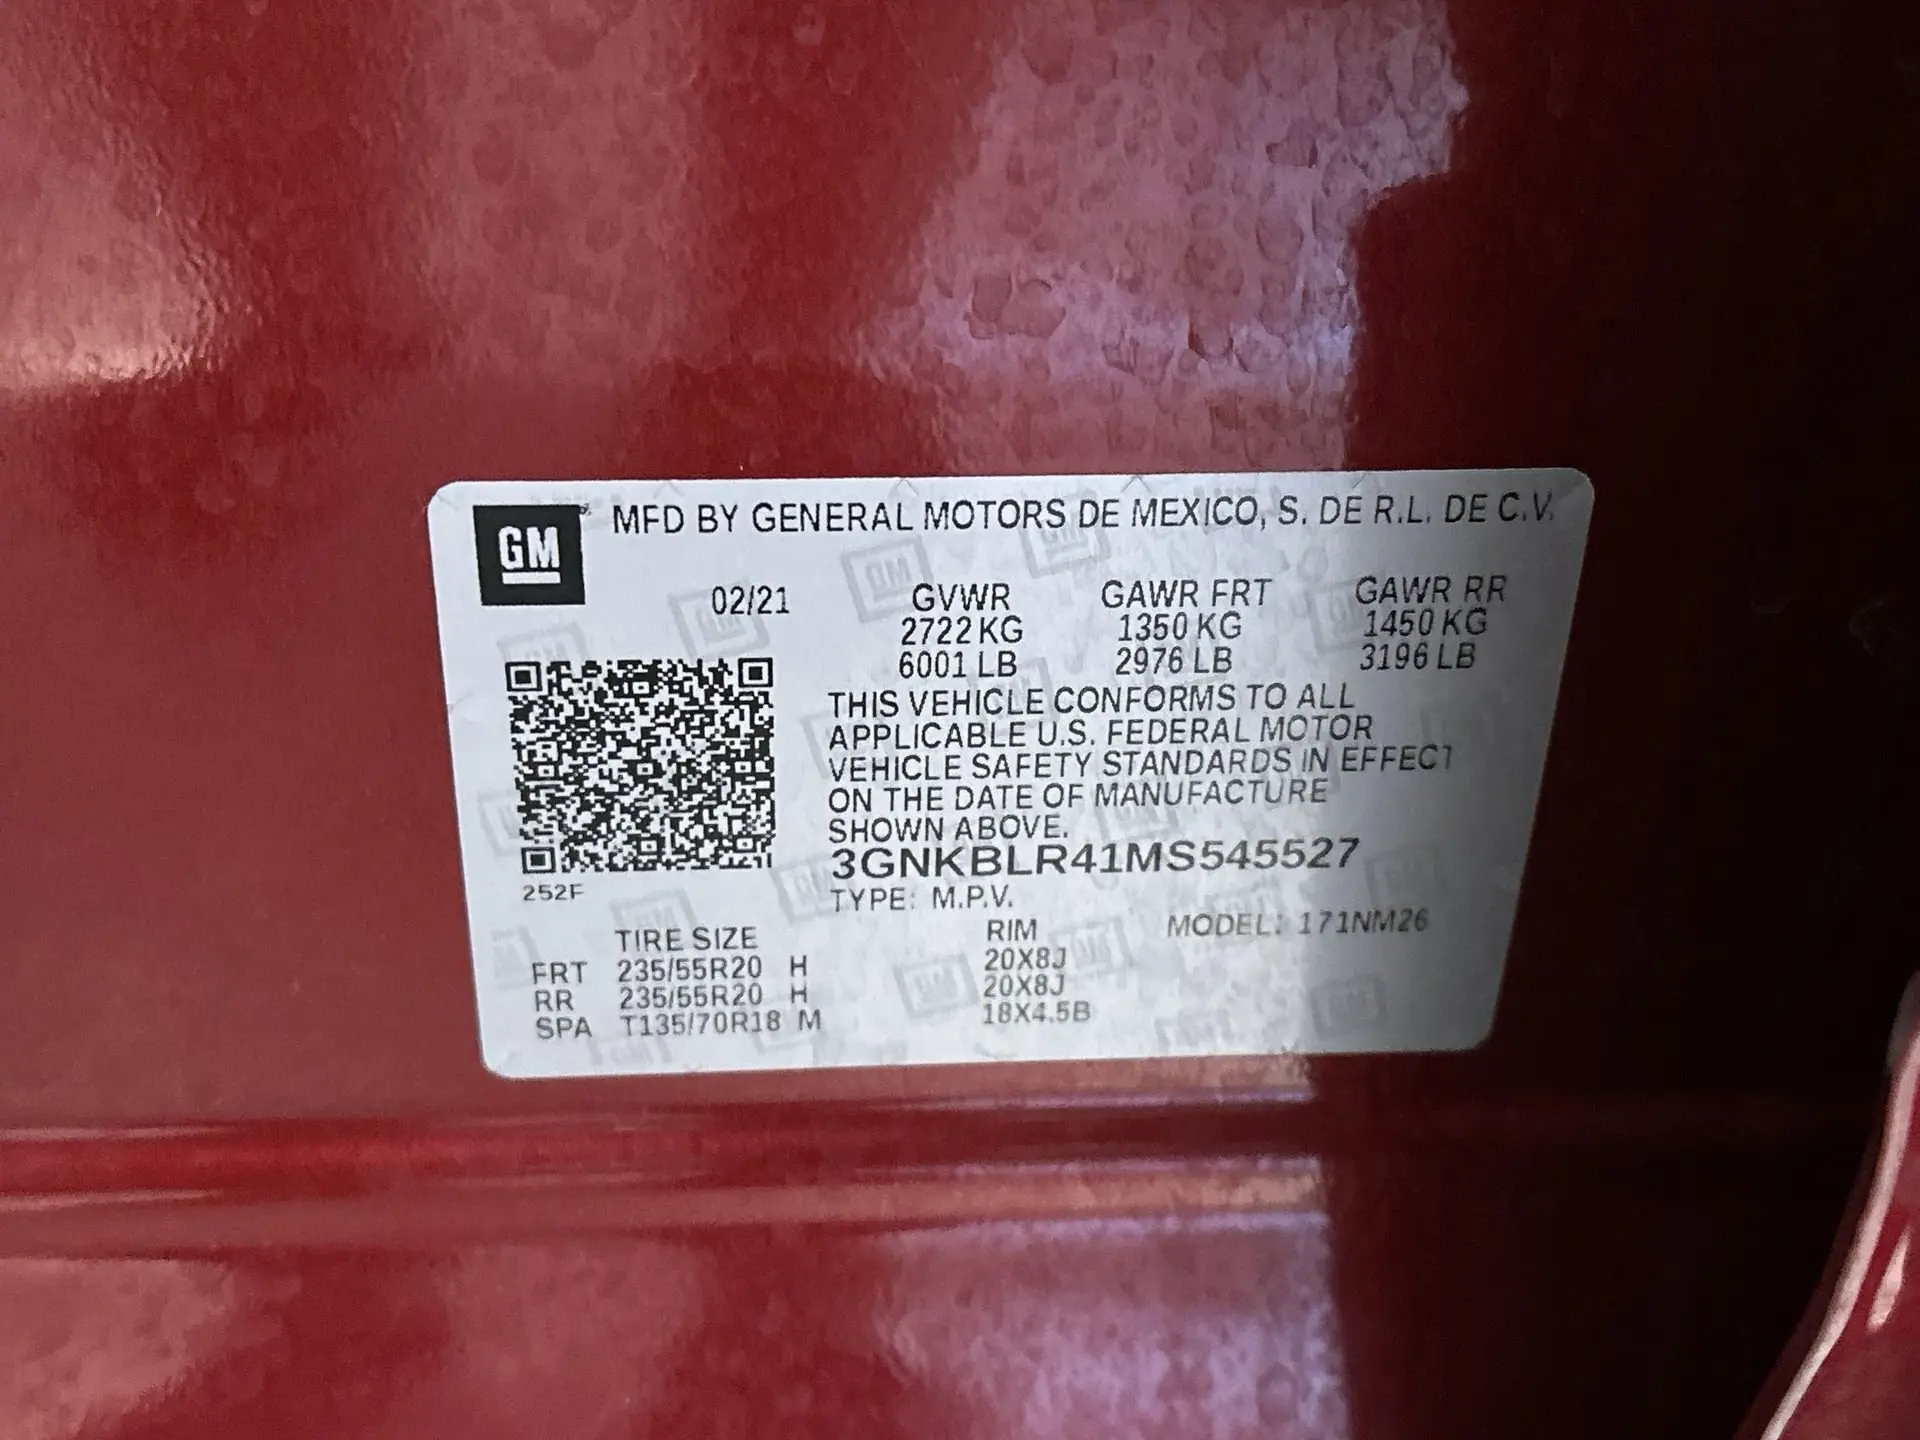 GM
MFD BY GENERAL MOTORS DE MEXICO, S. DE R.L. DE C.V.
02/21 GVWR GAWR FRT GAWR RR
2722 KG 1350 KG 1450 KG
6001 LB 2976 LB 3196 LB
THIS VEHICLE CONFORMS TO ALL
APPLICABLE U.S. FEDERAL MOTOR
VEHICLE SAFETY STANDARDS IN EFFECT
ON THE DATE OF MANUFACTURE
SHOWN ABOVE.
3GNKBLR41MS545527
252F
TYPE: M.P.V.
MODEL: 171NM26
TIRE SIZE RIM
FRT 235/55R20 H 20X8J
RR 235/55R20 H 20X8J
SPA T135/70R18 M 18X4.5B